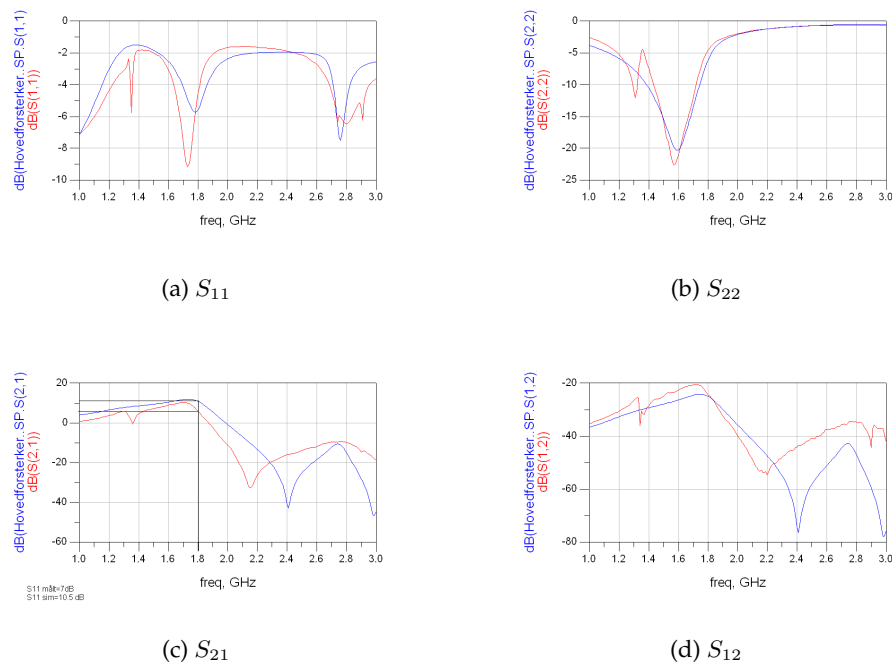 dB(Hovedforsterker..SP.S(1,1)
dB(S(1,1))
0
-2
-4
-6
-8
-10
1.0 1.2 1.4 1.6 1.8 2.0 2.2 2.4 2.6 2.8 3.0
freq, GHz
(a) S11
dB(Hovedforsterker..SP.S(2,2)
dB(S(2,2))
0
-5
-10
-15
-20
-25
1.0 1.2 1.4 1.6 1.8 2.0 2.2 2.4 2.6 2.8 3.0
freq, GHz
(b) S22
dB(Hovedforsterker..SP.S(2,1)
dB(S(2,1))
20
0
-20
-40
-60
1.0 1.2 1.4 1.6 1.8 2.0 2.2 2.4 2.6 2.8 3.0
freq, GHz
S11 målt=7dB
S11 sim=10.5 dB
(c) S21
dB(Hovedforsterker..SP.S(1,2)
dB(S(1,2))
-20
-40
-60
-80
1.0 1.2 1.4 1.6 1.8 2.0 2.2 2.4 2.6 2.8 3.0
freq, GHz
(d) S12